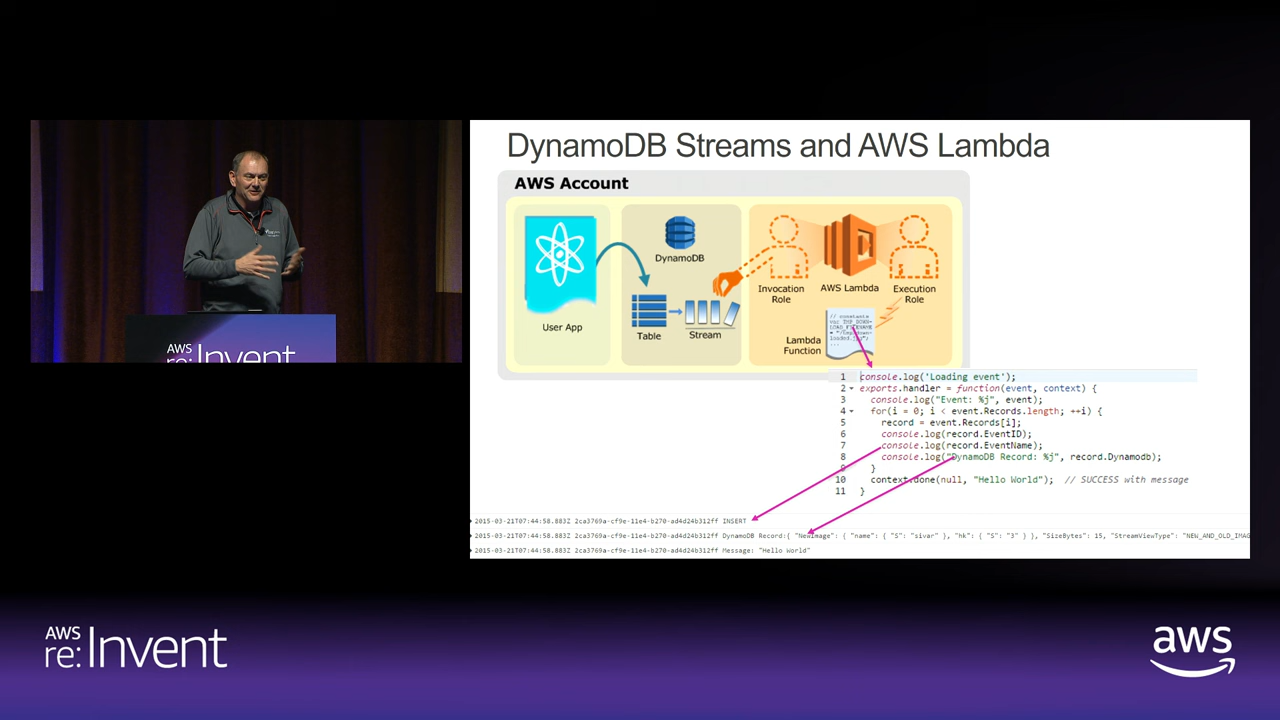 DynamoDB Streams and AWS Lambda
AWS Account
User App
DynamoDB
Table
Stream
Invocation
Role
AWS Lambda
Execution
Role
Lambda
Function
// constants
1 console.log('Loading event');
2 exports.handler = function(event, context) {
3 console.log("Event: %j", event);
4 for(i = 0; i < event.Records.length; ++i) {
5 record = event.Records[i];
6 console.log(record.EventID);
7 console.log(record.EventName);
8 console.log("DynamoDB Record: %j", record.Dynamodb);
9 }
10 context.done(null, "Hello World"); // SUCCESS with message
11 }
2015-03-21T07:44:58.883Z 2ca3769a-cf9e-11e4-b270-ad4d24b312ff INSERT
2015-03-21T07:44:58.883Z 2ca3769a-cf9e-11e4-b270-ad4d24b312ff DynamoDB Record:{ "NewImage": { "name": { "S": "sivar" }, "hk": { "S": "3" } }, "SizeBytes": 15, "StreamViewType": "NEW_AND_OLD_IMAG
2015-03-21T07:44:58.883Z 2ca3769a-cf9e-11e4-b270-ad4d24b312ff Message: "Hello World"
AWS
re:Invent
AWS
re:Invent
aws